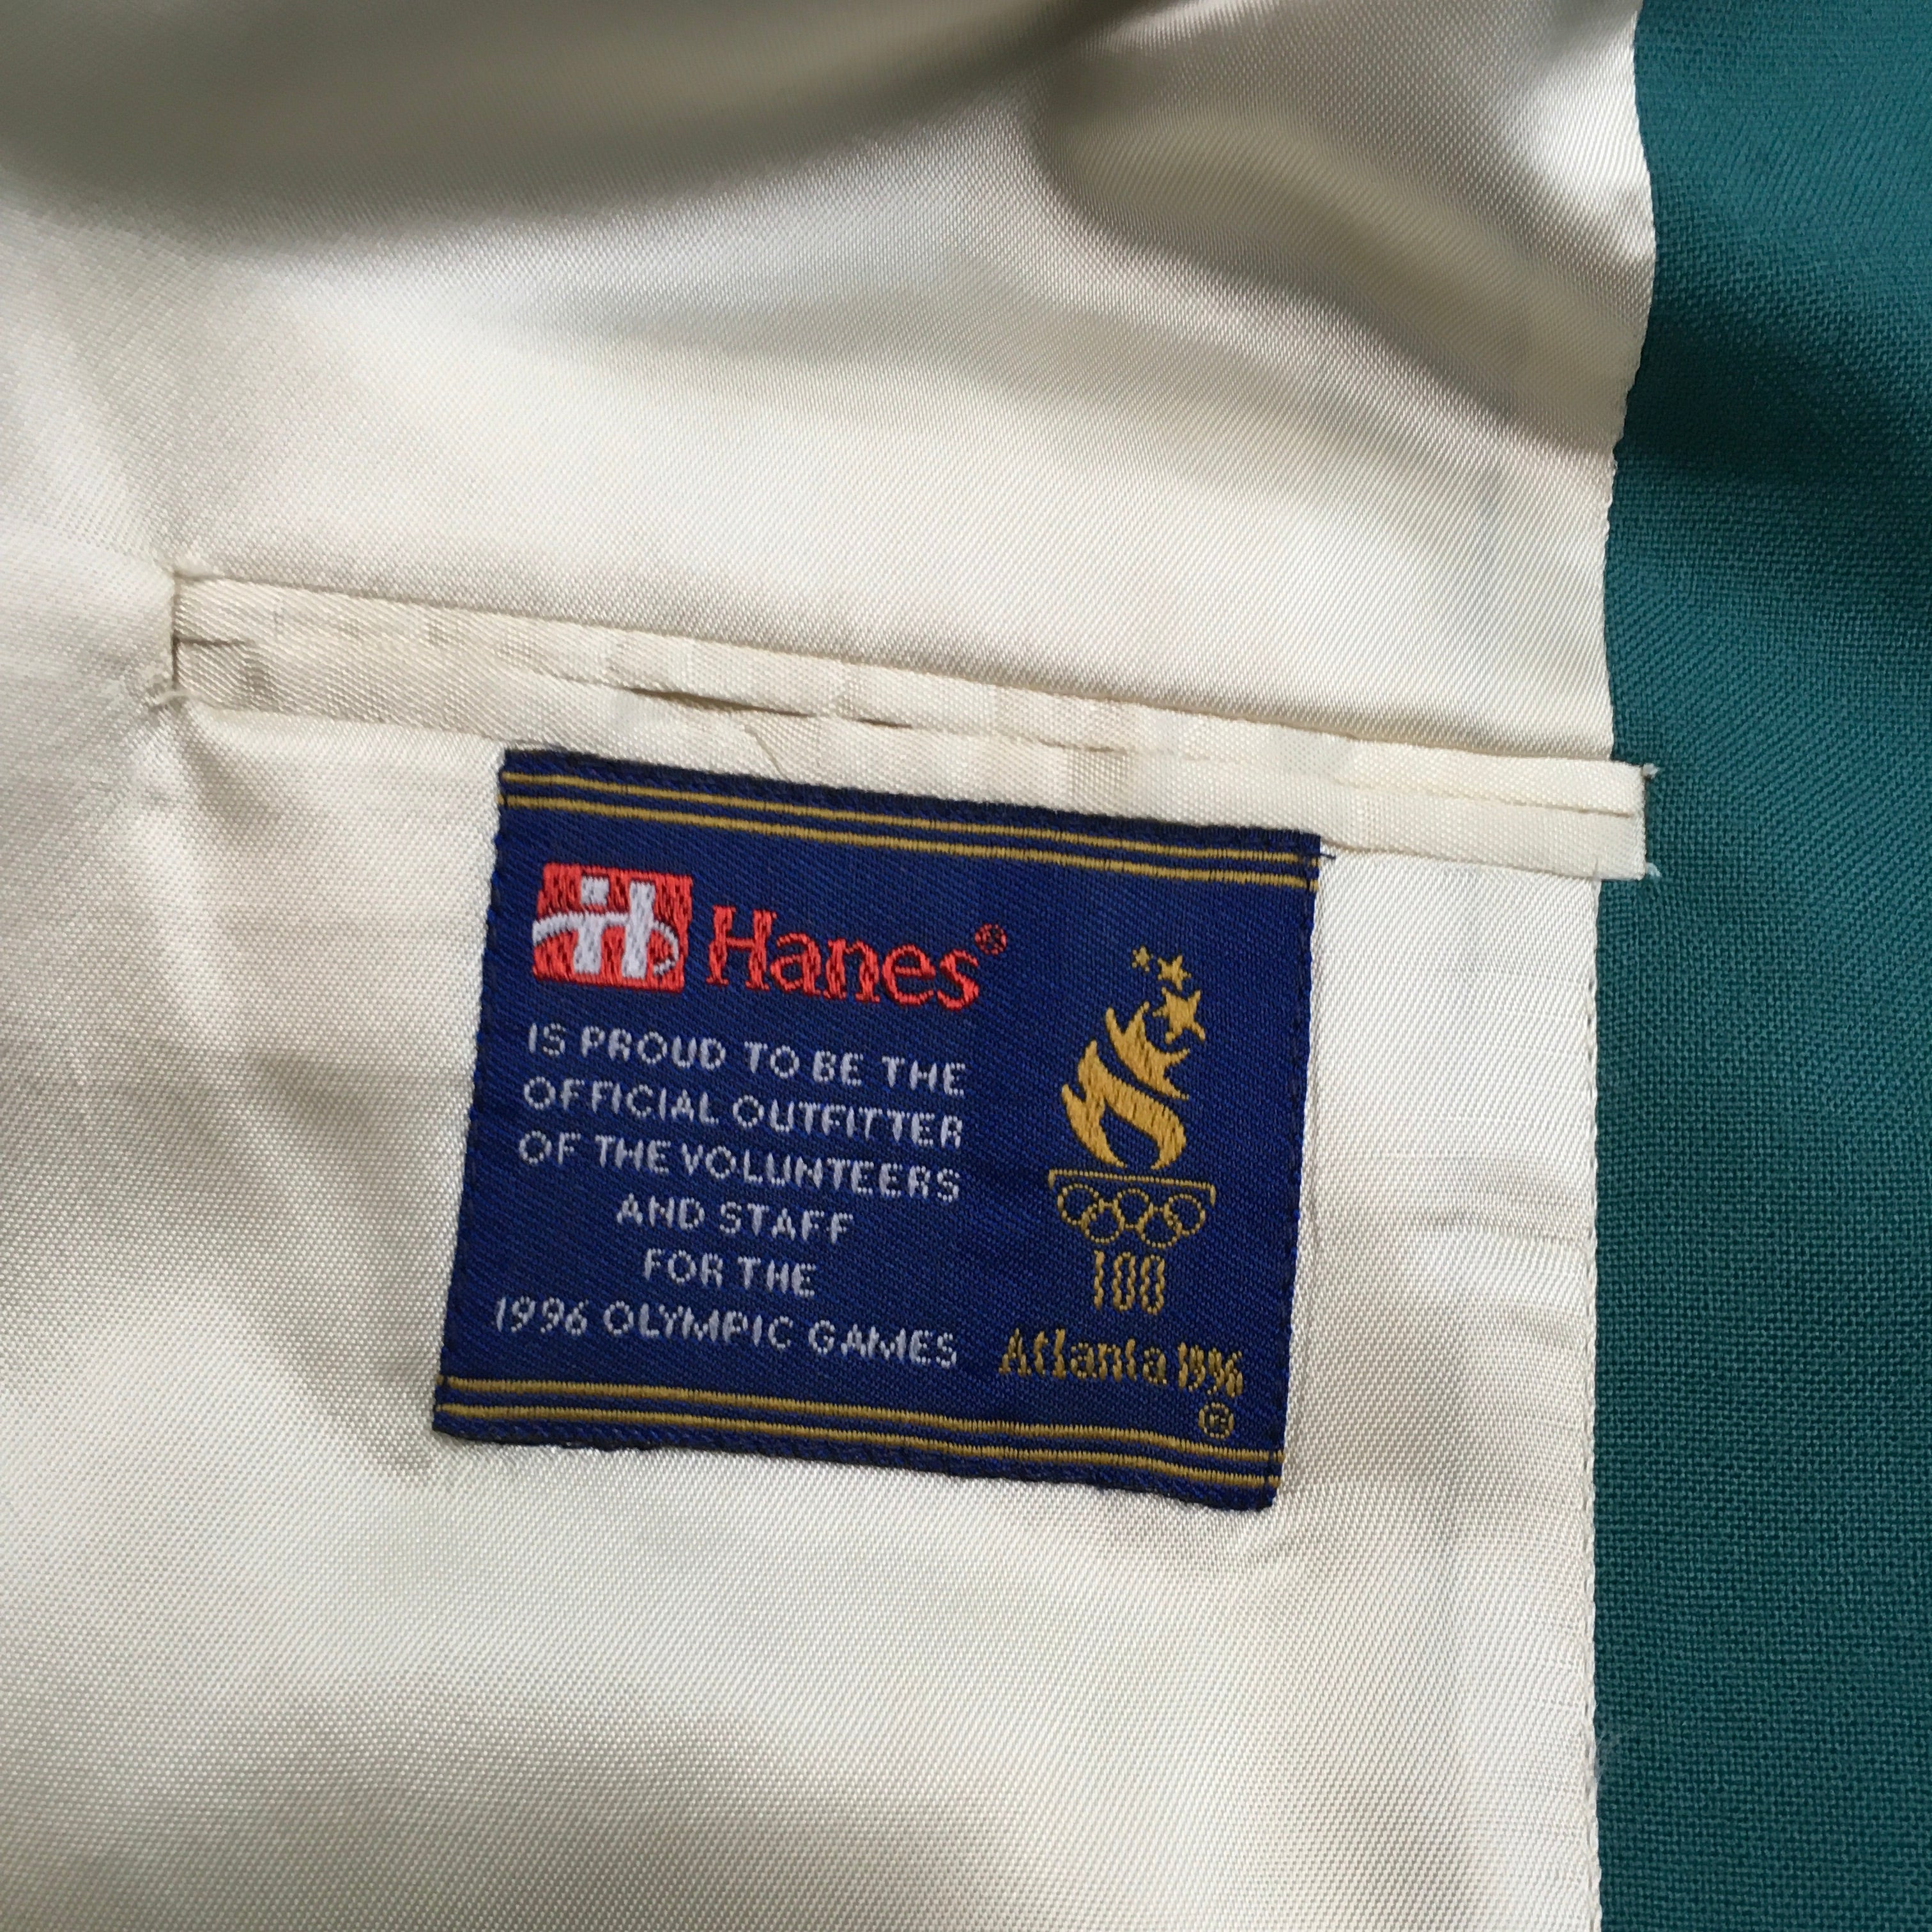 Hanes®
IS PROUD TO BE THE
OFFICIAL OUTFITTER
OF THE VOLUNTEERS
AND STAFF
FOR THE
1996 OLYMPIC GAMES
100
Atlanta 1996
®